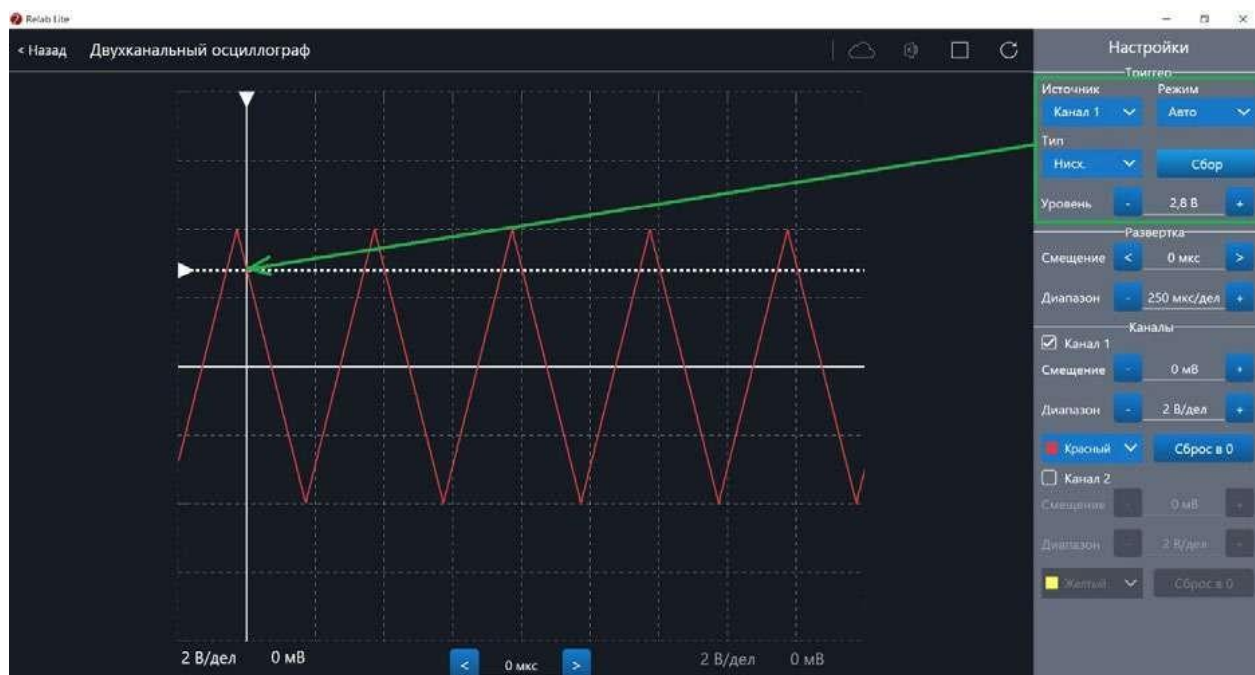 Relab Lite
< Назад Двухканальный осциллограф
Настройки
Триггер
Источник Режим
Канал 1 Авто
Тип
Нисх. Сбор
Уровень - 2,8 В +
Развертка
Смещение < 0 мкс >
Диапазон - 250 мкс/дел +
Каналы
Канал 1
Смещение - 0 мВ +
Диапазон - 2 В/дел +
Красный Сброс в 0
Канал 2
Смещение - 0 мВ +
Диапазон - 2 В/дел +
Желтый Сброс в 0
2 В/дел 0 мВ < 0 мкс > 2 В/дел 0 мВ